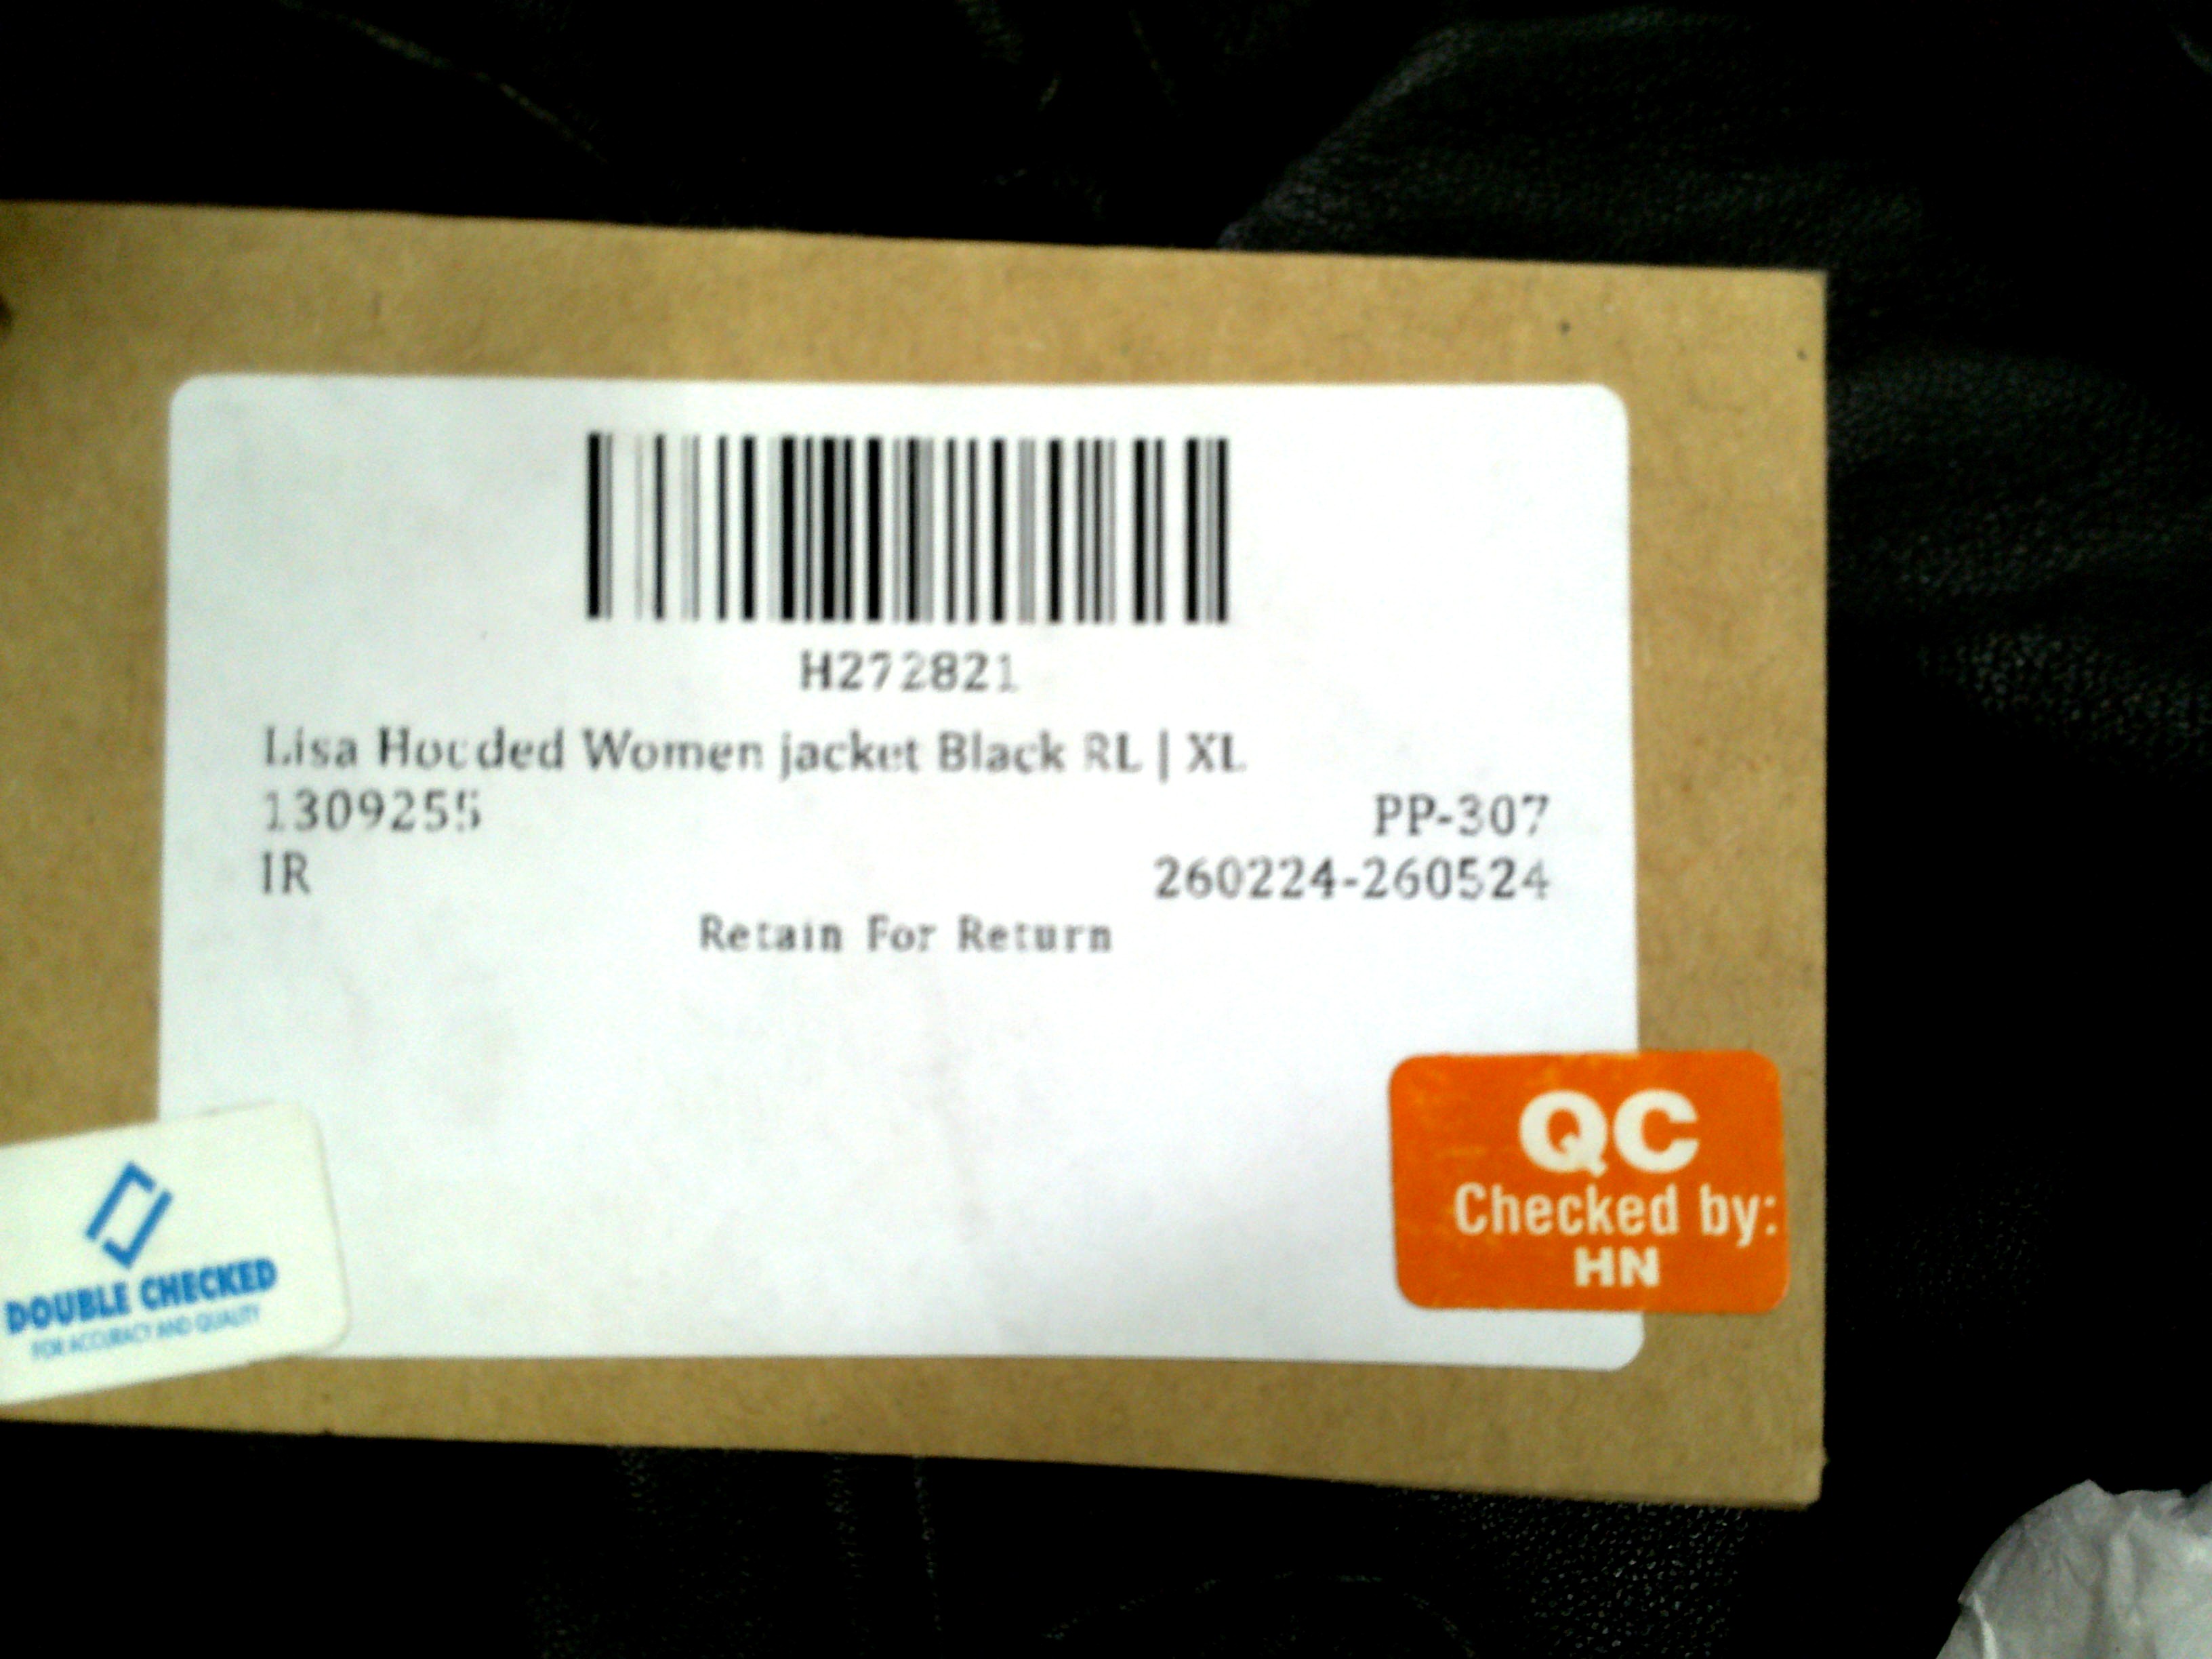 H272821
Lisa Hooded Women jacket Black RL | XL
1309255 PP-307
IR 260224-260524
Retain For Return
QC
Checked by:
HN
DOUBLE CHECKED
FOR ACCURACY AND QUALITY